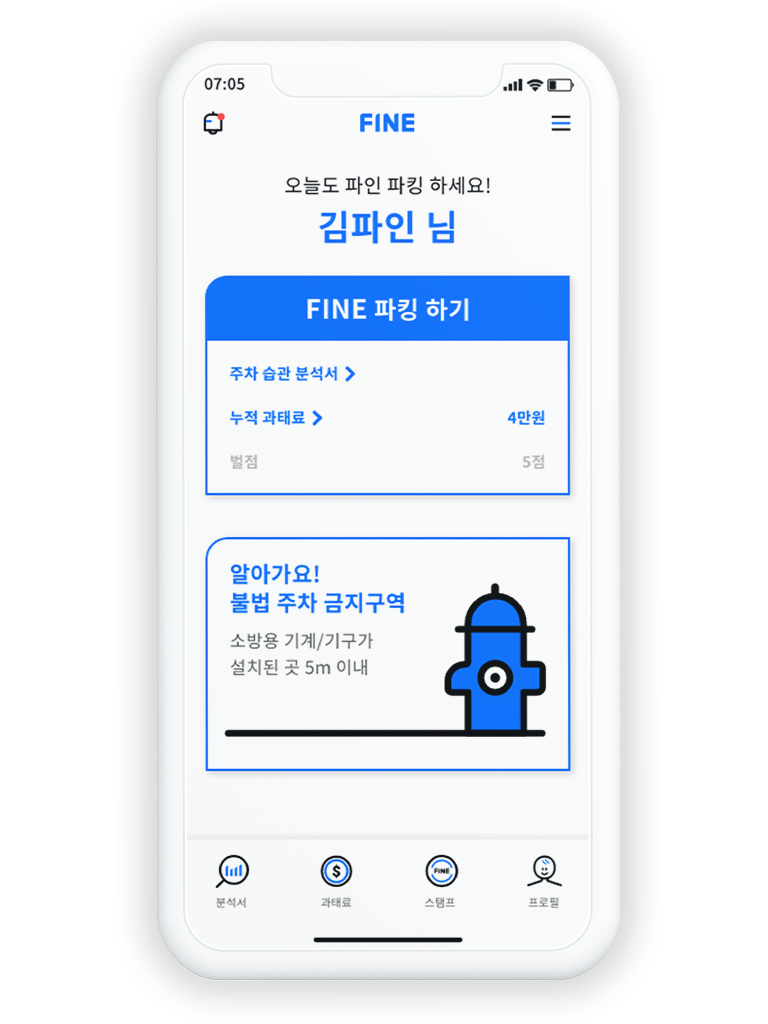 07:05
FINE
오늘도 파인 파킹 하세요!
김파인 님
FINE 파킹 하기
주차 습관 분석서
누적 과태료 4만원
벌점 5점
알아가요!
불법 주차 금지구역
소방용 기계/기구가
설치된 곳 5m 이내
$ FINE
분석서 과태료 스탬프 프로필